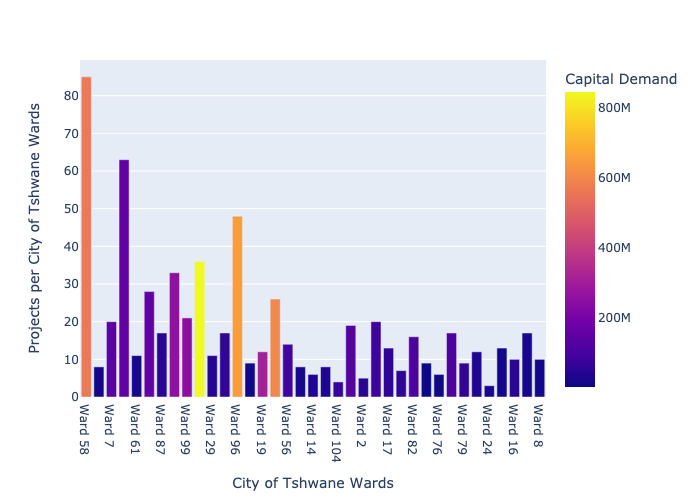 Capital Demand
Projects per City of Tshwane Wards
80
70
60
50
40
30
20
10
0
800M
600M
400M
200M
Ward 58
Ward 7
Ward 61
Ward 87
Ward 99
Ward 29
Ward 96
Ward 19
Ward 56
Ward 14
Ward 104
Ward 2
Ward 17
Ward 82
Ward 76
Ward 79
Ward 24
Ward 16
Ward 8
City of Tshwane Wards